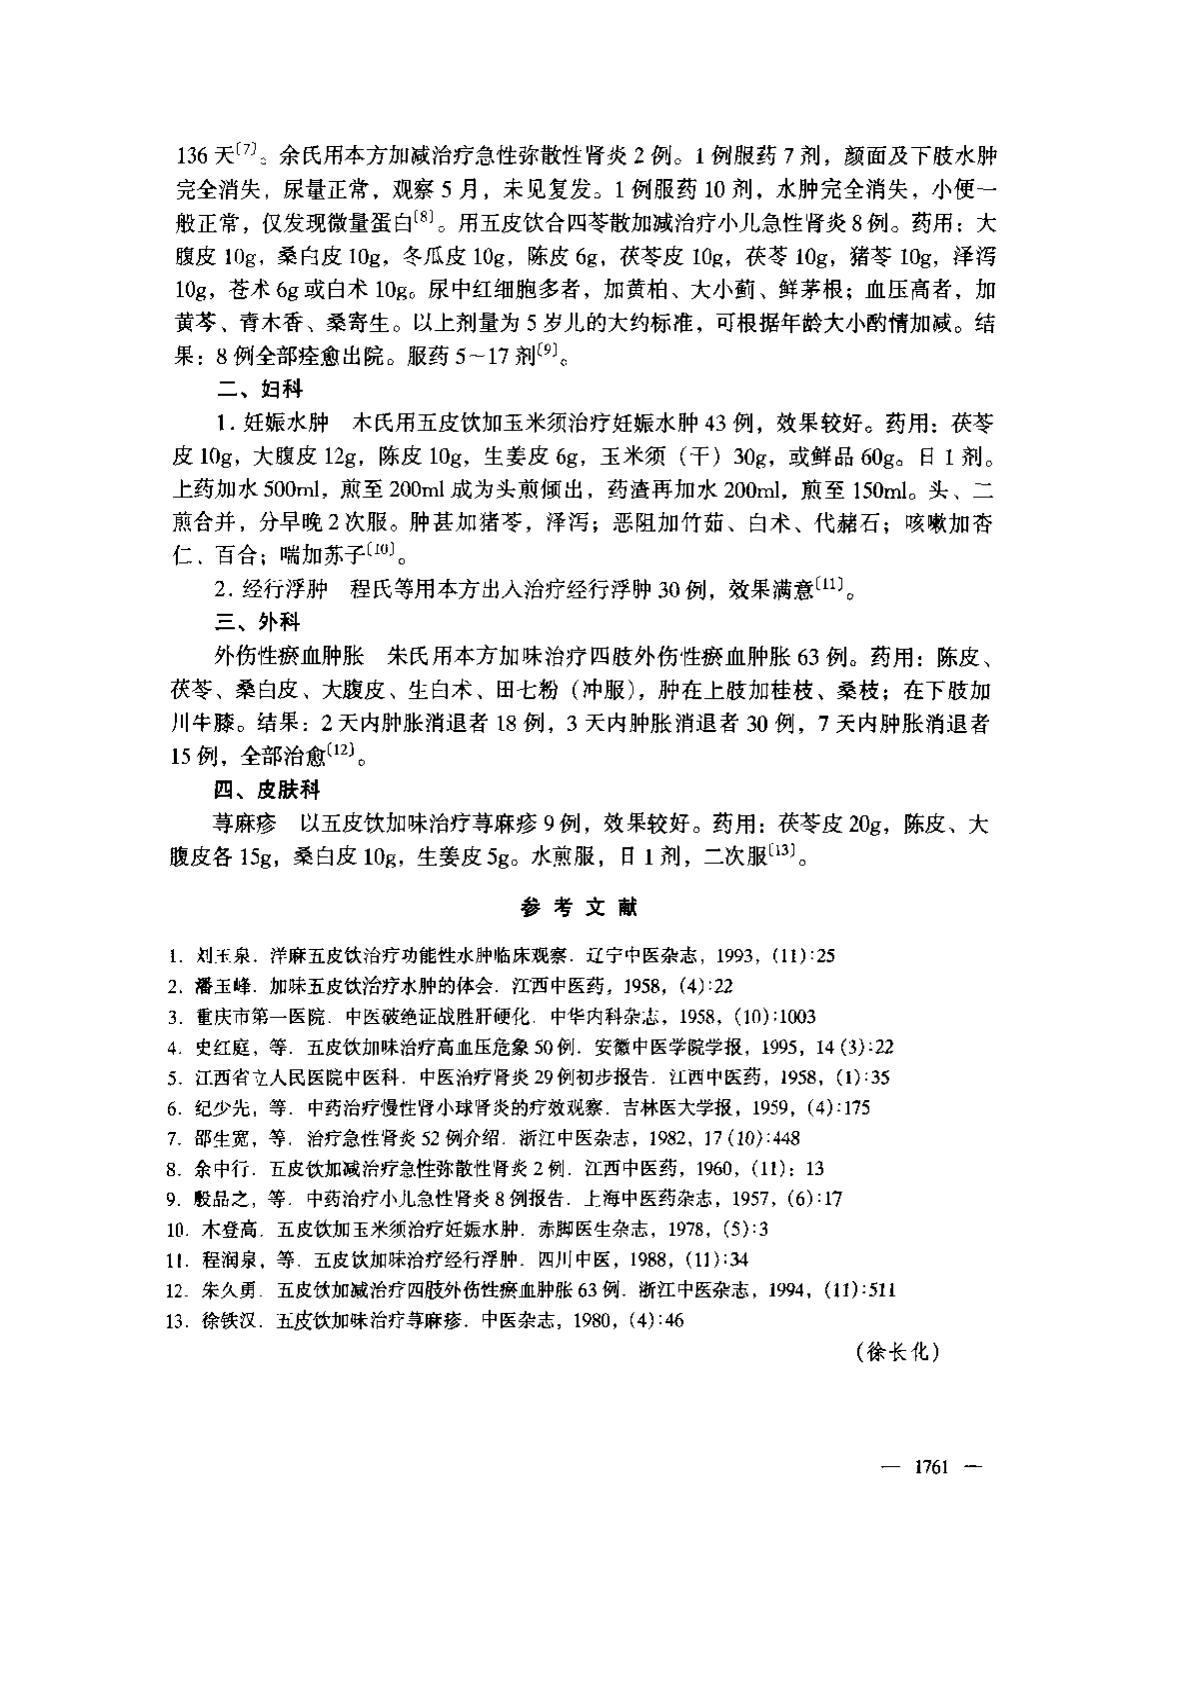 136 天〔7〕。余氏用本方加减治疗急性弥散性肾炎 2 例。1 例服药 7 剂，颜面及下肢水肿
完全消失，尿量正常，观察 5 月，未见复发。1 例服药 10 剂，水肿完全消失，小便一
般正常，仅发现微量蛋白〔8〕。用五皮饮合四苓散加减治疗小儿急性肾炎 8 例。药用：大
腹皮 10g，桑白皮 10g，冬瓜皮 10g，陈皮 6g，茯苓皮 10g，茯苓 10g，猪苓 10g，泽泻
10g，苍术 6g 或白术 10g。尿中红细胞多者，加黄柏、大小蓟、鲜茅根；血压高者，加
黄芩、青木香、桑寄生。以上剂量为 5 岁儿的大约标准，可根据年龄大小酌情加减。结
果：8 例全部痊愈出院。服药 5～17 剂〔9〕。
二、妇科
1. 妊娠水肿　木氏用五皮饮加玉米须治疗妊娠水肿 43 例，效果较好。药用：茯苓
皮 10g，大腹皮 12g，陈皮 10g，生姜皮 6g，玉米须（干）30g，或鲜品 60g。日 1 剂。
上药加水 500ml，煎至 200ml 成为头煎倾出，药渣再加水 200ml，煎至 150ml。头、二
煎合并，分早晚 2 次服。肿甚加猪苓，泽泻；恶阻加竹茹、白术、代赭石；咳嗽加杏
仁、百合；喘加苏子〔10〕。
2. 经行浮肿　程氏等用本方出入治疗经行浮肿 30 例，效果满意〔11〕。
三、外科
外伤性瘀血肿胀　朱氏用本方加味治疗四肢外伤性瘀血肿胀 63 例。药用：陈皮、
茯苓、桑白皮、大腹皮、生白术、田七粉（冲服），肿在上肢加桂枝、桑枝；在下肢加
川牛膝。结果：2 天内肿胀消退者 18 例，3 天内肿胀消退者 30 例，7 天内肿胀消退者
15 例，全部治愈〔12〕。
四、皮肤科
荨麻疹　以五皮饮加味治疗荨麻疹 9 例，效果较好。药用：茯苓皮 20g，陈皮、大
腹皮各 15g，桑白皮 10g，生姜皮 5g。水煎服，日 1 剂，二次服〔13〕。
参 考 文 献
1. 刘玉泉．洋麻五皮饮治疗功能性水肿临床观察．辽宁中医杂志，1993，(11):25
2. 潘玉峰．加味五皮饮治疗水肿的体会．江西中医药，1958，(4):22
3. 重庆市第一医院．中医破绝证战胜肝硬化．中华内科杂志，1958，(10):1003
4. 史红庭，等．五皮饮加味治疗高血压危象 50 例．安徽中医学院学报，1995，14 (3):22
5. 江西省立人民医院中医科．中医治疗肾炎 29 例初步报告．江西中医药，1958，(1):35
6. 纪少先，等．中药治疗慢性肾小球肾炎的疗效观察．吉林医大学报，1959，(4):175
7. 邵生宽，等．治疗急性肾炎 52 例介绍．浙江中医杂志，1982，17 (10):448
8. 余中行．五皮饮加减治疗急性弥散性肾炎 2 例．江西中医药，1960，(11): 13
9. 殷品之，等．中药治疗小儿急性肾炎 8 例报告．上海中医药杂志，1957，(6):17
10. 木登高．五皮饮加玉米须治疗妊娠水肿．赤脚医生杂志，1978，(5):3
11. 程润泉，等．五皮饮加味治疗经行浮肿．四川中医，1988，(11):34
12. 朱久勇．五皮饮加减治疗四肢外伤性瘀血肿胀 63 例．浙江中医杂志，1994，(11):511
13. 徐铁汉．五皮饮加味治疗荨麻疹．中医杂志，1980，(4):46
（徐长化）
— 1761 —